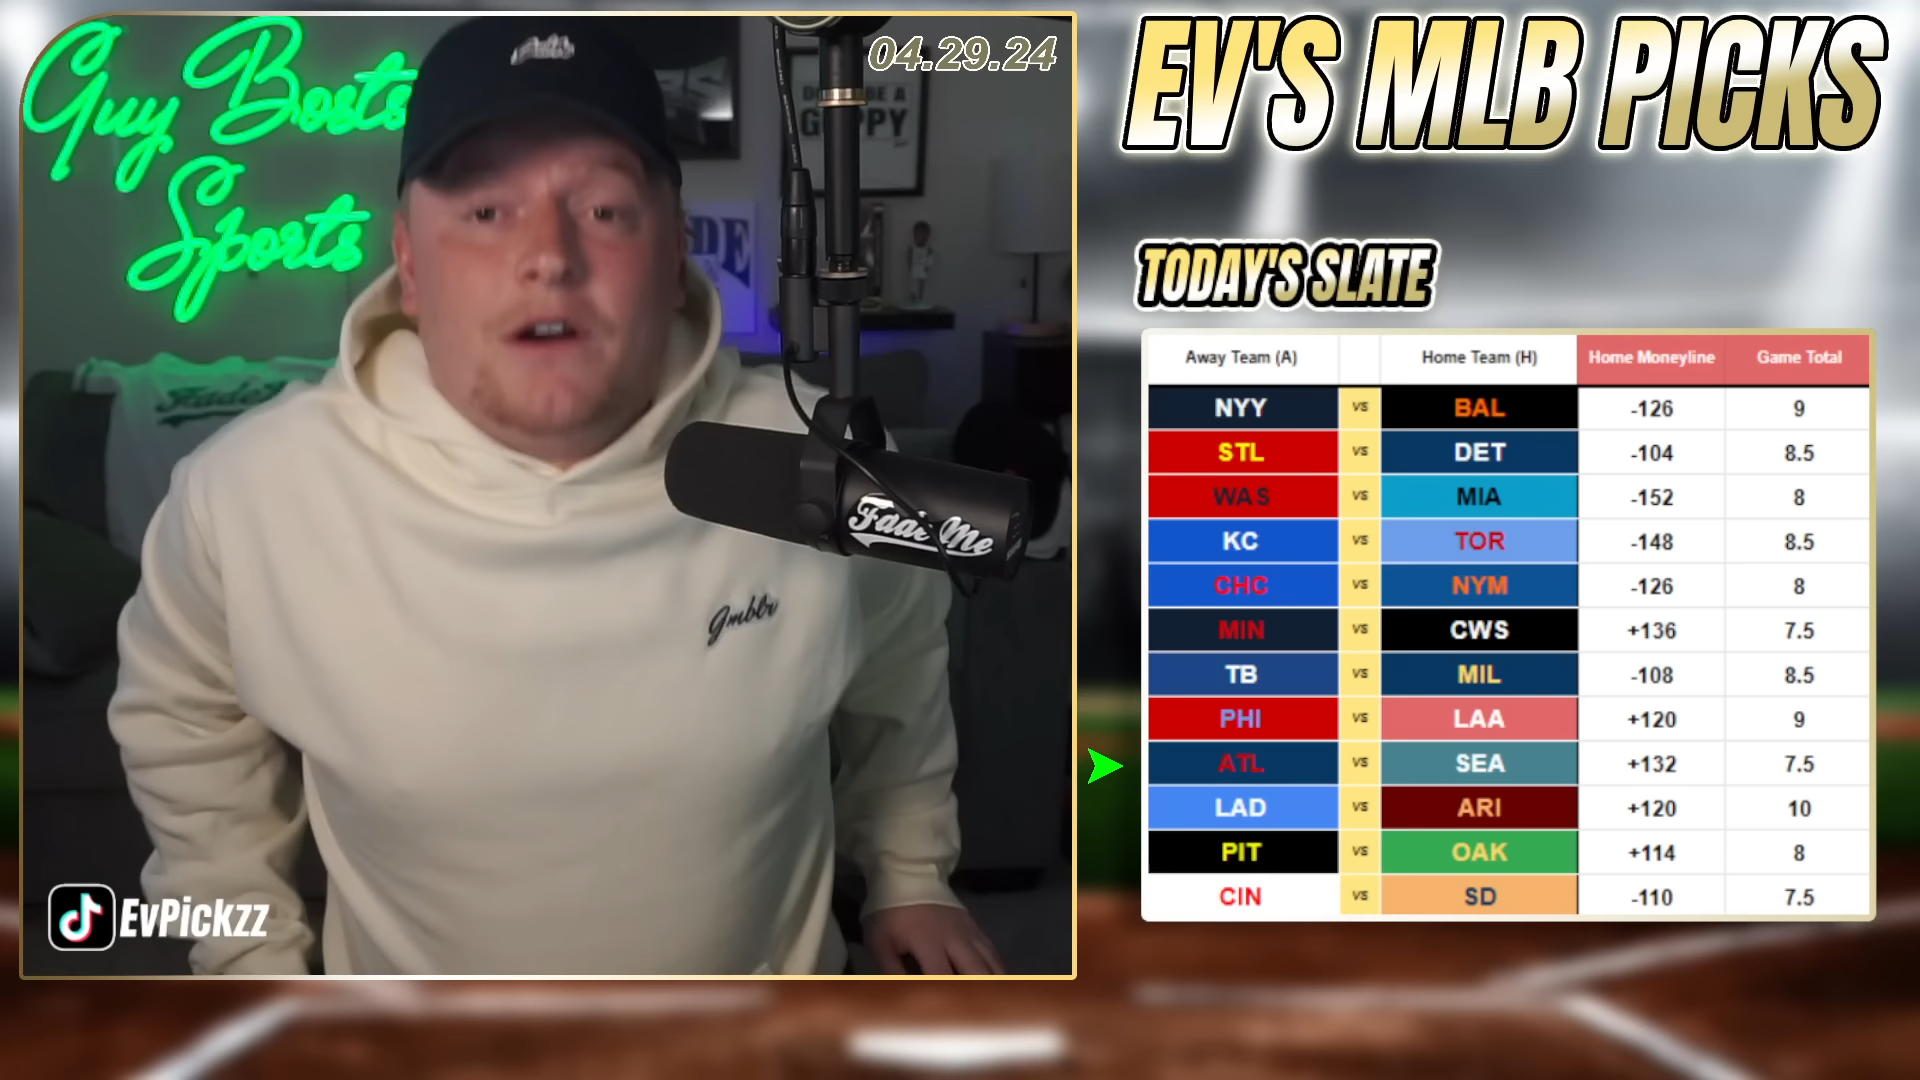 Guy Boston
Sports
04.29.24
EvPickzz
Fade Me
Gmblr
EV'S MLB PICKS
TODAY'S SLATE
Away Team (A) Home Team (H) Home Moneyline Game Total
NYY VS BAL -126 9
STL VS DET -104 8.5
WAS VS MIA -152 8
KC VS TOR -148 8.5
CHC VS NYM -126 8
MIN VS CWS +136 7.5
TB VS MIL -108 8.5
PHI VS LAA +120 9
ATL VS SEA +132 7.5
LAD VS ARI +120 10
PIT VS OAK +114 8
CIN VS SD -110 7.5